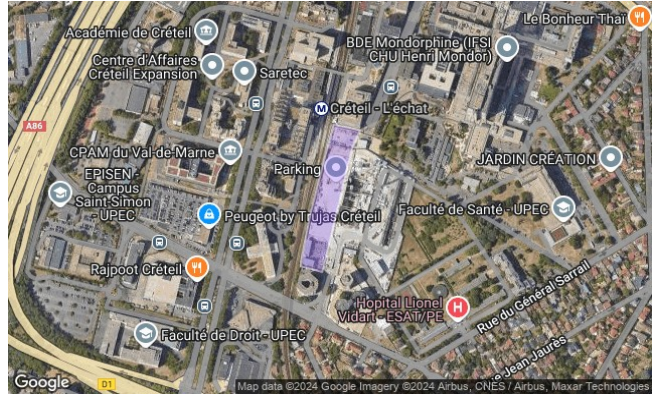 Le Bonheur Thaï
Académie de Créteil
BDE Mondorphine (IFSI
CHU Henri Mondor)
Centre d'Affaires
Créteil Expansion
Saretec
M
Créteil - L'échat
A86
CPAM du Val-de-Marne
Parking
JARDIN CRÉATION
EPISEN -
Campus
Saint-Simon
- UPEC
Peugeot by Trujas Créteil
Faculté de Santé - UPEC
Rajpoot Créteil
Hopital Lionel
Vidart - ESAT/PE
H
Rue du Général Sarrail
Faculté de Droit - UPEC
Jean Jaurès
Google
D1
Map data ©2024 Google Imagery ©2024 Airbus, CNES / Airbus, Maxar Technologies